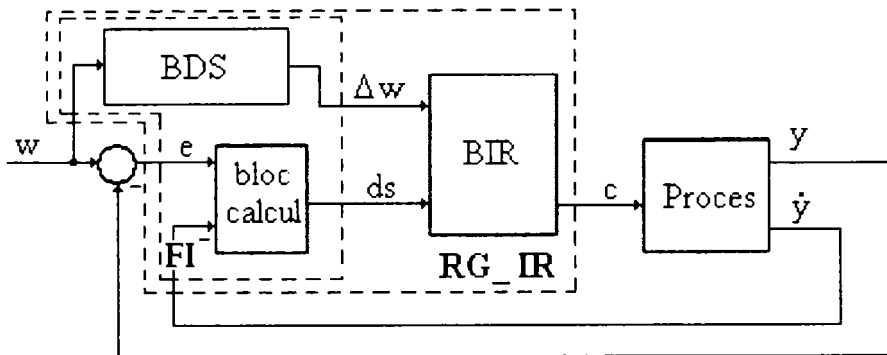 BDS
Δw
w
e
bloc
calcul
ds
BIR
c
Proces
y
ẏ
FI
-
-
RG_IR